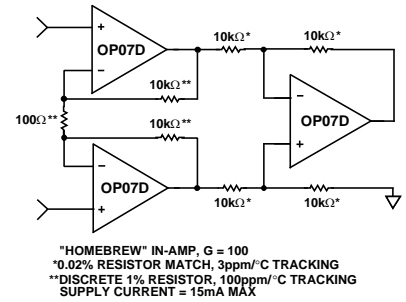 +
OP07D
−
10kΩ*
10kΩ*
10kΩ**
100Ω**
10kΩ**
−
OP07D
+
−
OP07D
+
10kΩ*
10kΩ*
"HOMEBREW" IN-AMP, G = 100
*0.02% RESISTOR MATCH, 3ppm/°C TRACKING
**DISCRETE 1% RESISTOR, 100ppm/°C TRACKING
SUPPLY CURRENT = 15mA MAX